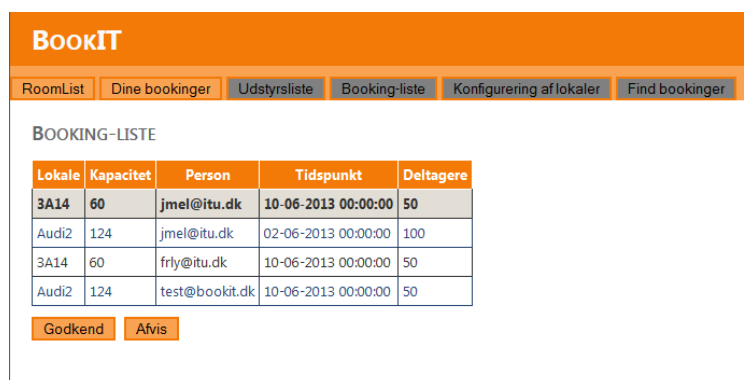 BookIT
RoomList Dine bookinger Udstyrsliste Booking-liste Konfigurering af lokaler Find bookinger
Booking-liste
Lokale Kapacitet Person Tidspunkt Deltagere
3A14 60 jmel@itu.dk 10-06-2013 00:00:00 50
Audi2 124 jmel@itu.dk 02-06-2013 00:00:00 100
3A14 60 frly@itu.dk 10-06-2013 00:00:00 50
Audi2 124 test@bookit.dk 10-06-2013 00:00:00 50
Godkend Afvis